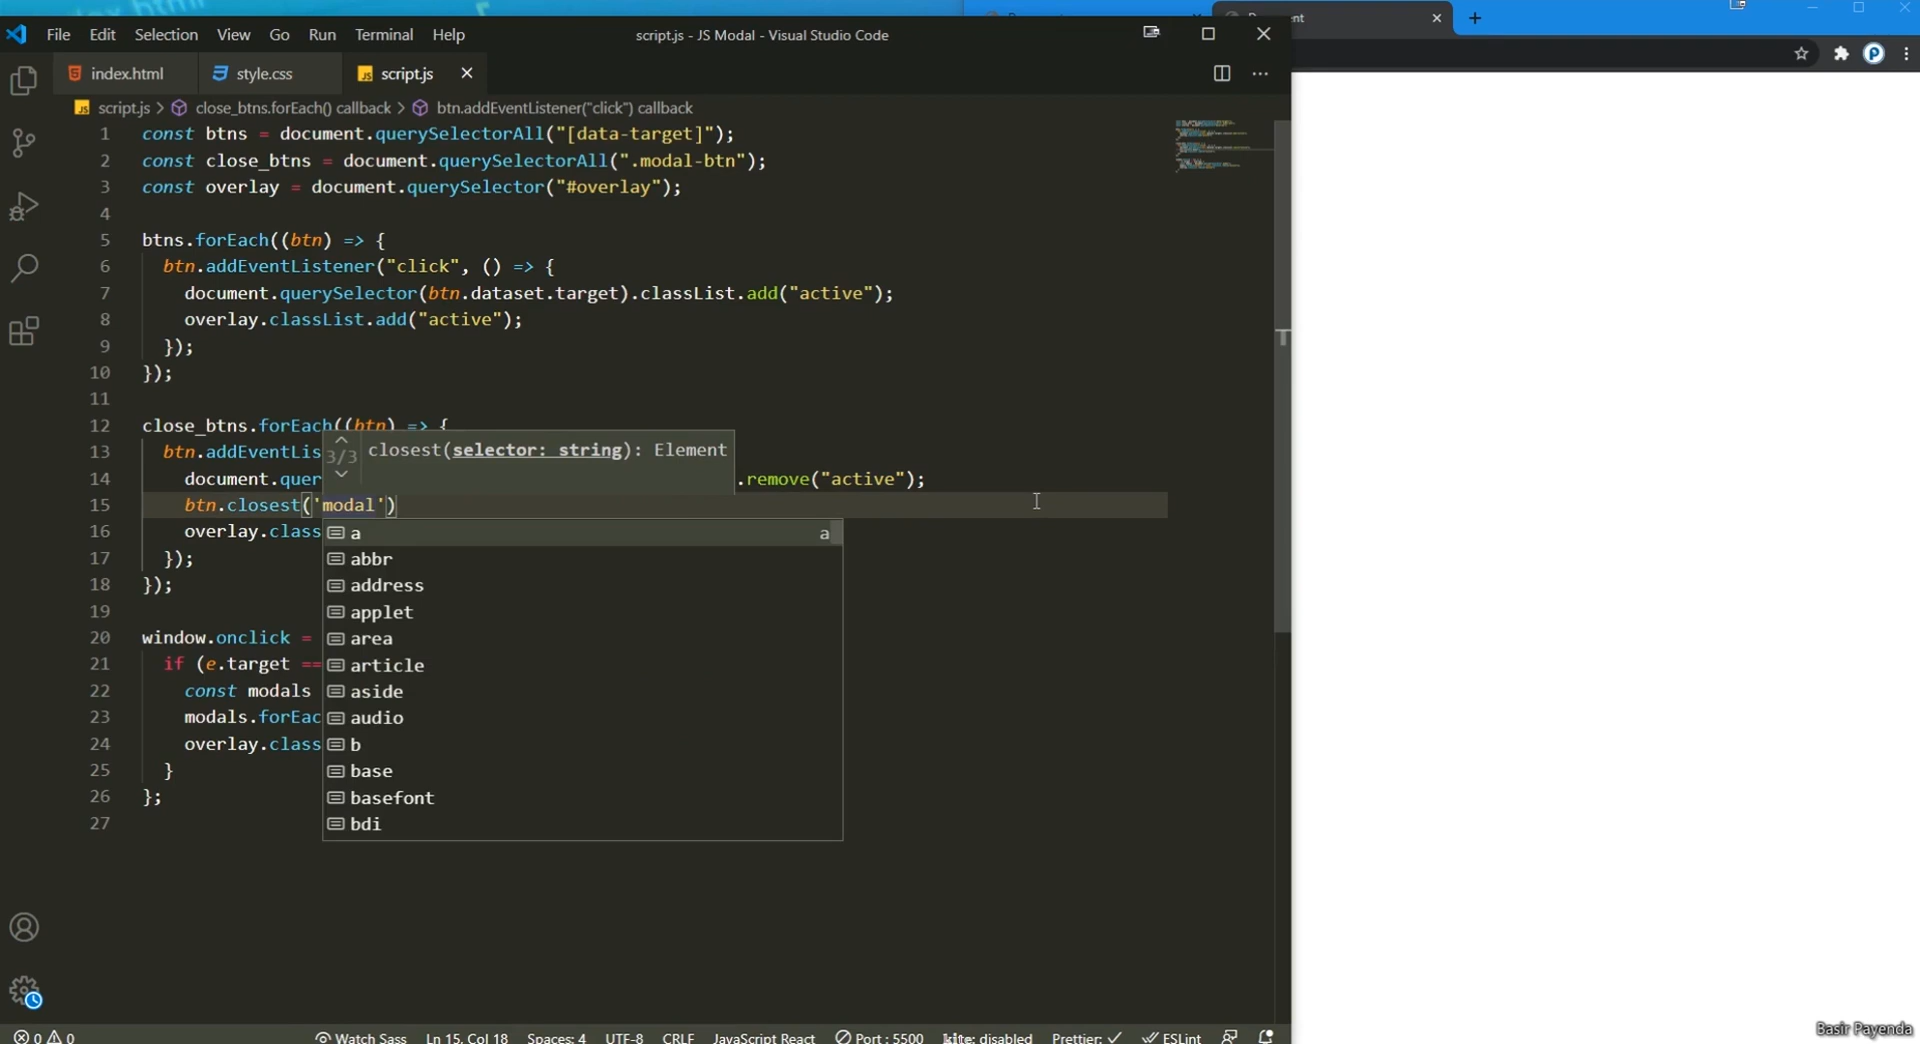 File Edit Selection View Go Run Terminal Help
script.js - JS Modal - Visual Studio Code
index.html
style.css
script.js
script.js > close_btns.forEach() callback > btn.addEventListener("click") callback
1 const btns = document.querySelectorAll("[data-target]");
2 const close_btns = document.querySelectorAll(".modal-btn");
3 const overlay = document.querySelector("#overlay");
4
5 btns.forEach((btn) => {
6 btn.addEventListener("click", () => {
7 document.querySelector(btn.dataset.target).classList.add("active");
8 overlay.classList.add("active");
9 });
10 });
11
12 close_btns.forEach((btn) => {
13 btn.addEventLis
3/3 closest(selector: string): Element
14 document.quer .remove("active");
15 btn.closest('modal')
16 overlay.class
17 });
18 });
19
20 window.onclick =
21 if (e.target ==
22 const modals
23 modals.forEac
24 overlay.class
25 }
26 };
27
a a
abbr
address
applet
area
article
aside
audio
b
base
basefont
bdi
0 0 Watch Sass Ln 15, Col 18 Spaces: 4 UTF-8 CRLF JavaScript React Port : 5500 kite: disabled Prettier: ESLint
Basir Payenda